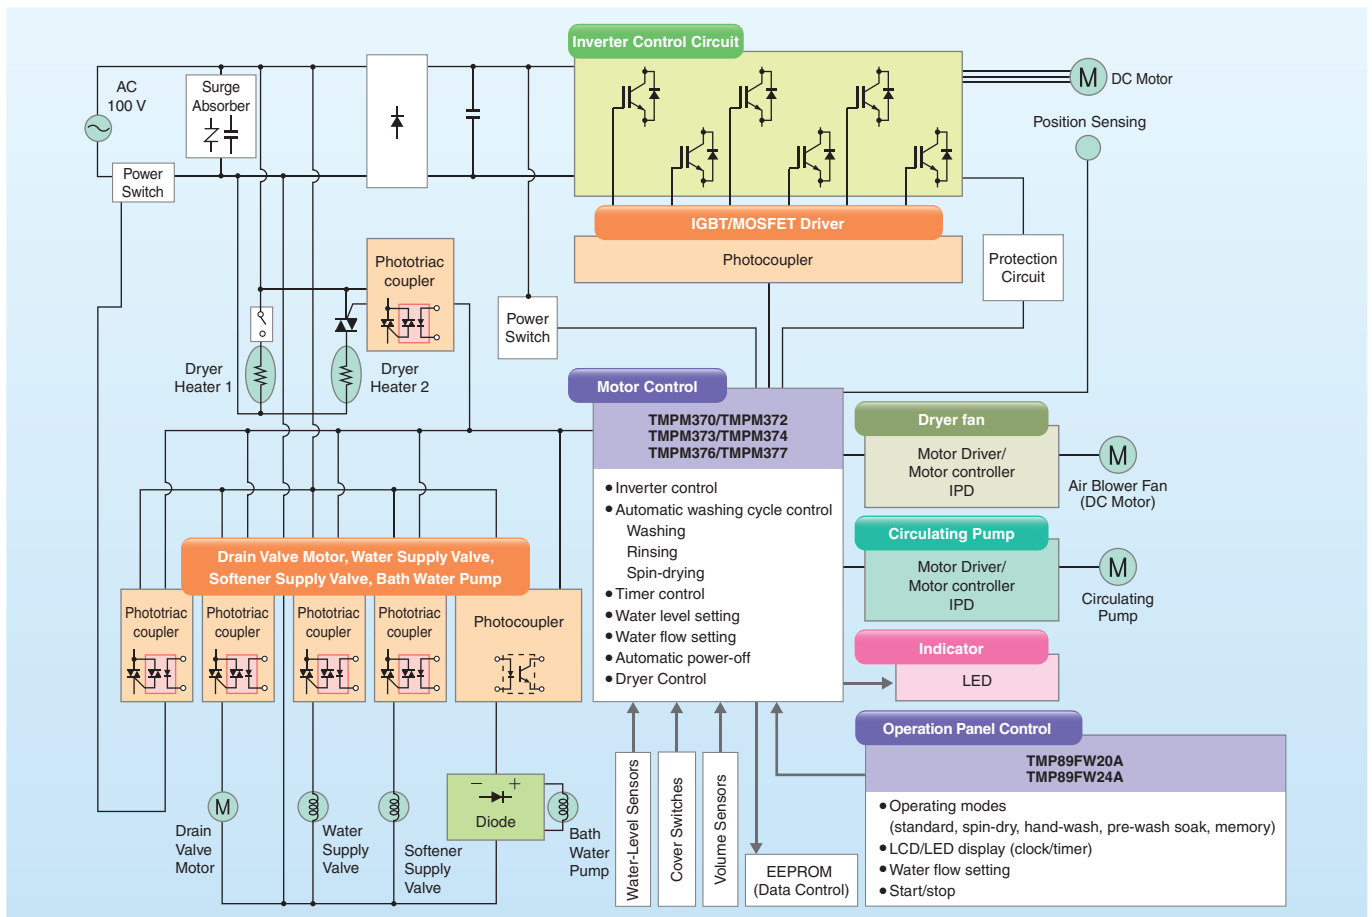 Inverter Control Circuit
AC
100 V
Surge
Absorber
Power
Switch
M
DC Motor
Position Sensing
IGBT/MOSFET Driver
Photocoupler
Protection
Circuit
Phototriac
coupler
Power
Switch
Dryer
Heater 1
Dryer
Heater 2
Motor Control
TMPM370/TMPM372
TMPM373/TMPM374
TMPM376/TMPM377
● Inverter control
● Automatic washing cycle control
Washing
Rinsing
Spin-drying
● Timer control
● Water level setting
● Water flow setting
● Automatic power-off
● Dryer Control
Dryer fan
Motor Driver/
Motor controller
IPD
M
Air Blower Fan
(DC Motor)
Circulating Pump
Motor Driver/
Motor controller
IPD
M
Circulating
Pump
Indicator
LED
Drain Valve Motor, Water Supply Valve,
Softener Supply Valve, Bath Water Pump
Phototriac
coupler
Phototriac
coupler
Phototriac
coupler
Phototriac
coupler
Photocoupler
M
Drain
Valve
Motor
Water
Supply
Valve
Softener
Supply
Valve
− +
Diode
Bath
Water
Pump
Water-Level Sensors
Cover Switches
Volume Sensors
EEPROM
(Data Control)
Operation Panel Control
TMP89FW20A
TMP89FW24A
● Operating modes
(standard, spin-dry, hand-wash, pre-wash soak, memory)
● LCD/LED display (clock/timer)
● Water flow setting
● Start/stop